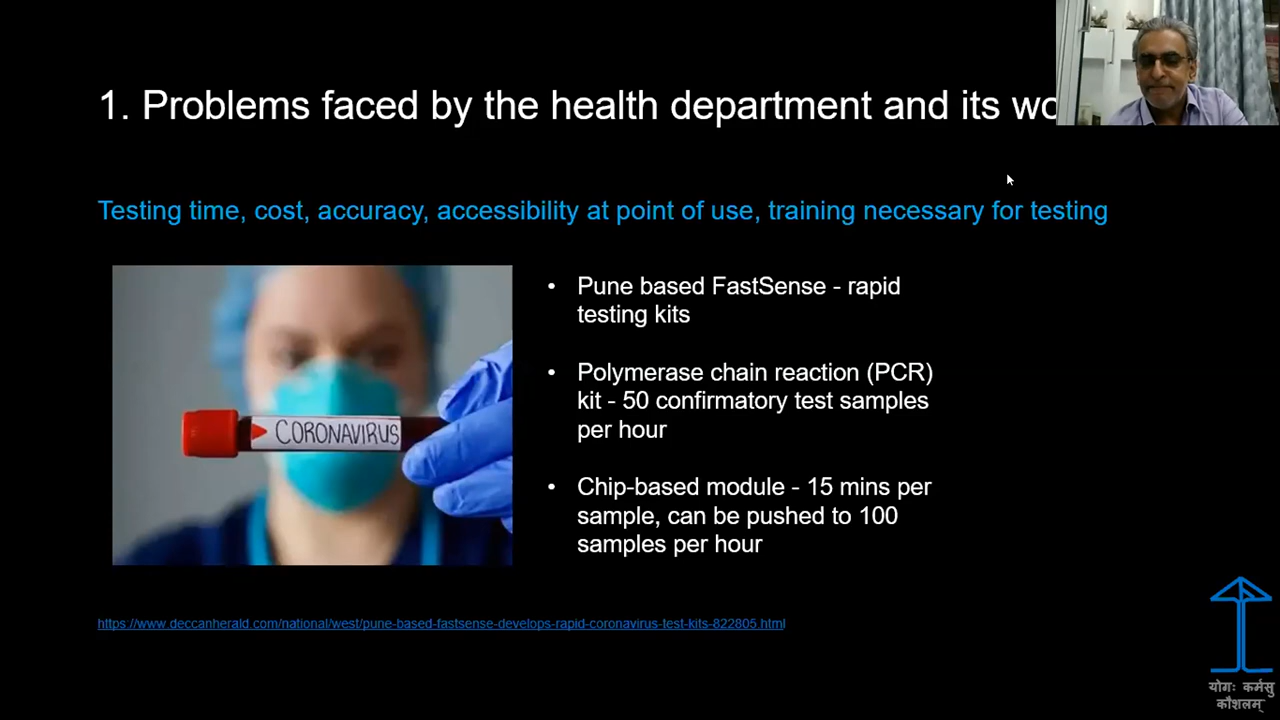 1. Problems faced by the health department and its wo
Testing time, cost, accuracy, accessibility at point of use, training necessary for testing
CORONAVIRUS
• Pune based FastSense - rapid
testing kits
• Polymerase chain reaction (PCR)
kit - 50 confirmatory test samples
per hour
• Chip-based module - 15 mins per
sample, can be pushed to 100
samples per hour
https://www.deccanherald.com/national/west/pune-based-fastsense-develops-rapid-coronavirus-test-kits-822805.html
योगः कर्मसु
कौशलम्